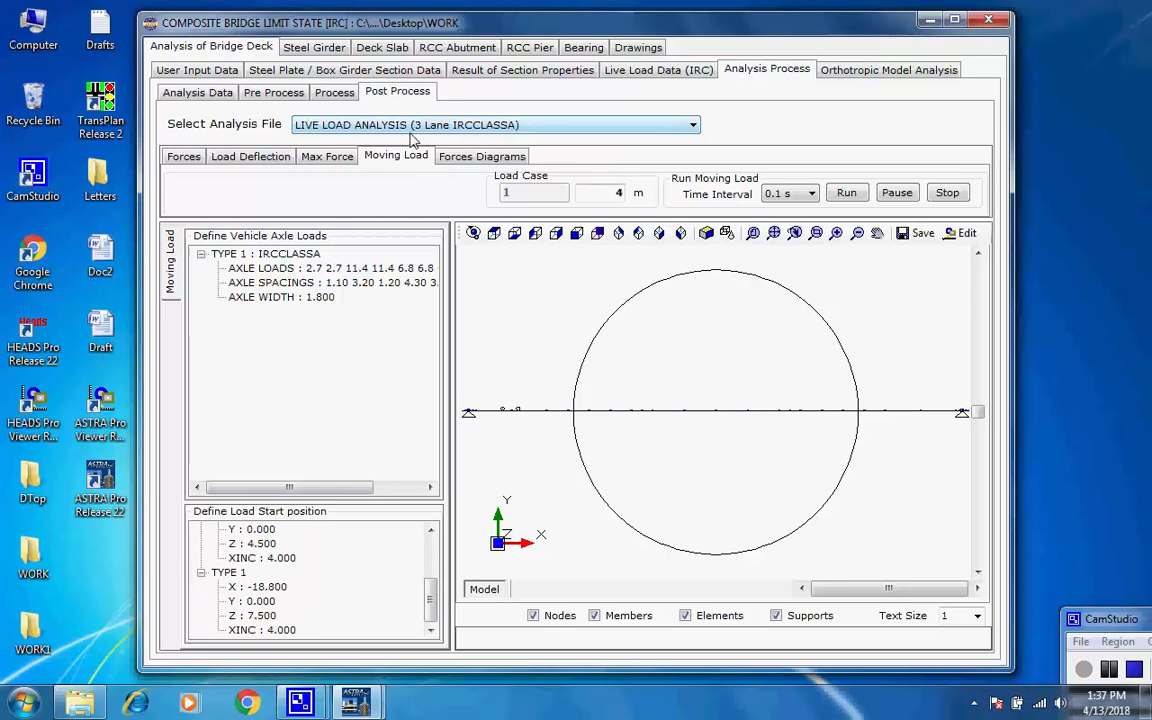 Computer
Drafts
Recycle Bin
TransPlan
Release 2
CamStudio
Letters
Google
Chrome
Doc2
HEADS Pro
Release 22
Draft
HEADS Pro
Viewer R...
ASTRA Pro
Viewer R...
DTop
ASTRA Pro
Release 22
WORK
WORK1
COMPOSITE BRIDGE LIMIT STATE [IRC] : C:\...\Desktop\WORK
Analysis of Bridge Deck
Steel Girder
Deck Slab
RCC Abutment
RCC Pier
Bearing
Drawings
User Input Data
Steel Plate / Box Girder Section Data
Result of Section Properties
Live Load Data (IRC)
Analysis Process
Orthotropic Model Analysis
Analysis Data
Pre Process
Process
Post Process
Select Analysis File
LIVE LOAD ANALYSIS (3 Lane IRCCLASSA)
Forces
Load Deflection
Max Force
Moving Load
Forces Diagrams
Load Case
1
4
m
Run Moving Load
Time Interval
0.1 s
Run
Pause
Stop
Moving Load
Define Vehicle Axle Loads
TYPE 1 : IRCCLASSA
AXLE LOADS : 2.7 2.7 11.4 11.4 6.8 6.8
AXLE SPACINGS : 1.10 3.20 1.20 4.30 3.
AXLE WIDTH : 1.800
Define Load Start position
Y : 0.000
Z : 4.500
XINC : 4.000
TYPE 1
X : -18.800
Y : 0.000
Z : 7.500
XINC : 4.000
Save
Edit
Y
Z
X
Model
Nodes
Members
Elements
Supports
Text Size
1
CamStudio
File
Region
1:37 PM
4/13/2018